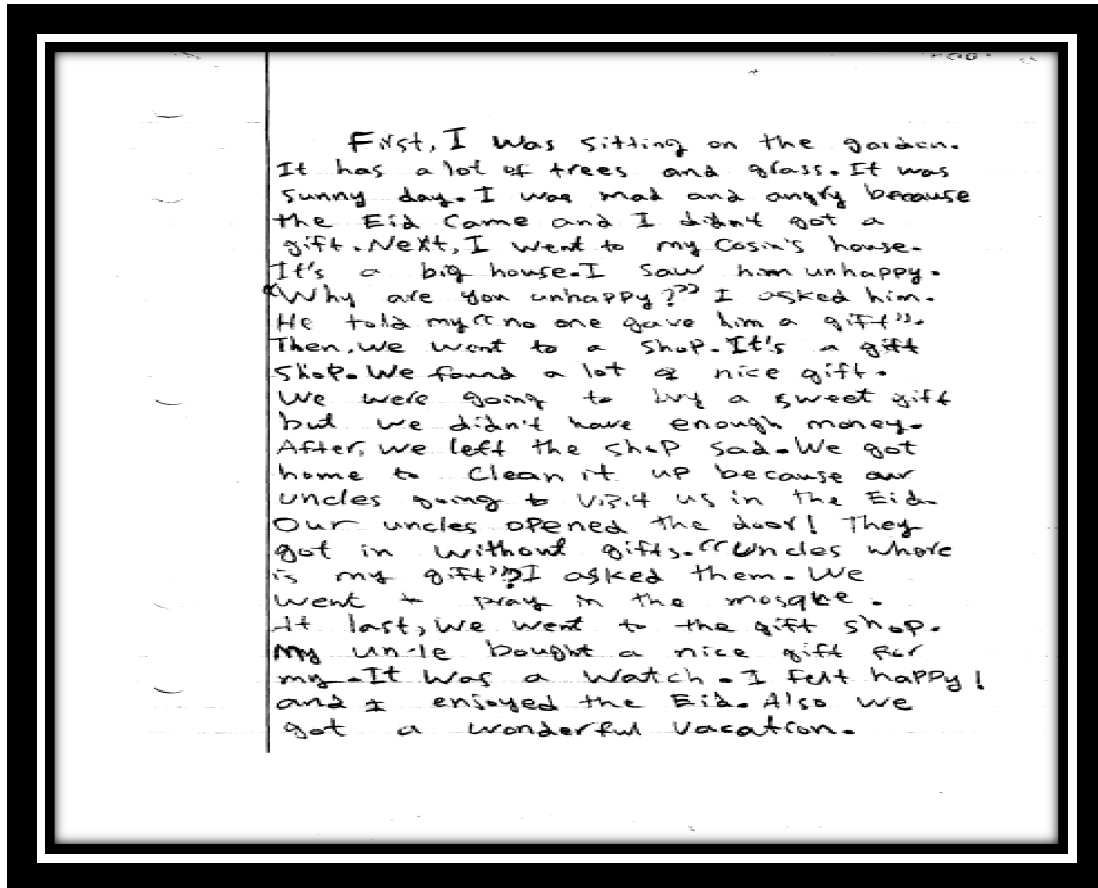 First, I was sitting on the garden.
It has a lot of trees and grass. It was
sunny day. I was mad and angry because
the Eid came and I didn't got a
gift. Next, I went to my Cosin's house.
It's a big house. I saw him unhappy.
"Why are you unhappy?" I asked him.
He told my "no one gave him a gift".
Then, we went to a shop. It's a gift
shop. We found a lot of nice gift.
We were going to buy a sweet gift
but we didn't have enough money.
After, we left the shop sad. We got
home to clean it up because our
uncles going to visit us in the Eid.
Our uncles opened the door! They
got in without gifts. "Uncles where
is my gift"? I asked them. We
went to pray in the mosqke.
At last, we went to the gift shop.
My uncle bought a nice gift for
my. It was a watch. I felt happy!
and I enjoyed the Eid. Also we
got a wonderful vacation.